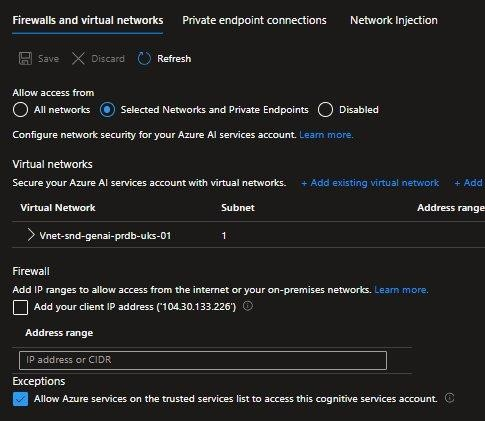 Firewalls and virtual networks Private endpoint connections Network Injection
Save Discard Refresh
Allow access from
All networks Selected Networks and Private Endpoints Disabled
Configure network security for your Azure AI services account. Learn more.
Virtual networks
Secure your Azure AI services account with virtual networks. + Add existing virtual network + Add
Virtual Network Subnet Address range
Vnet-snd-genai-prdb-uks-01 1
Firewall
Add IP ranges to allow access from the internet or your on-premises networks. Learn more.
Add your client IP address ('104.30.133.226')
Address range
IP address or CIDR
Exceptions
Allow Azure services on the trusted services list to access this cognitive services account.